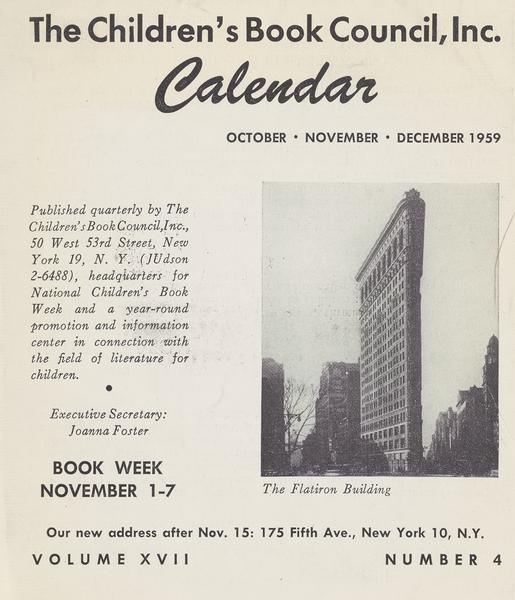 The Children's Book Council, Inc.
Calendar
OCTOBER • NOVEMBER • DECEMBER 1959
Published quarterly by The
Children's Book Council, Inc.,
50 West 53rd Street, New
York 19, N. Y. (JUdson
2-6488), headquarters for
National Children's Book
Week and a year-round
promotion and information
center in connection with
the field of literature for
children.
•
Executive Secretary:
Joanna Foster
BOOK WEEK
NOVEMBER 1-7
The Flatiron Building
Our new address after Nov. 15: 175 Fifth Ave., New York 10, N.Y.
VOLUME XVII NUMBER 4